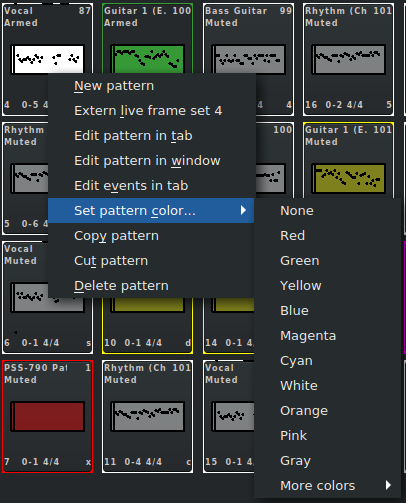 Vocal 87
Armed
4 0-5 4
Guitar 1 (E. 100
Armed
Bass Guitar 99
Muted
4 4
Rhythm (Ch 101
Muted
16 0-2 4/4 5
New pattern
Extern live frame set 4
Edit pattern in tab
Edit pattern in window
Edit events in tab
Set pattern color...
Copy pattern
Cut pattern
Delete pattern
Rhythm
Muted
5 0-6
100
Guitar 1 (E. 101
Muted
None
Red
Green
Yellow
Blue
Magenta
Cyan
White
Orange
Pink
Gray
More colors
Vocal
Muted
6 0-1 4/4 s
10 0-1 4/4 d
14 0-1 4/
PSS-790 Pat 1
Muted
7 0-1 4/4 x
Rhythm (Ch 101
Muted
11 0-4 4/4 c
Vocal
Muted
15 0-1 4/